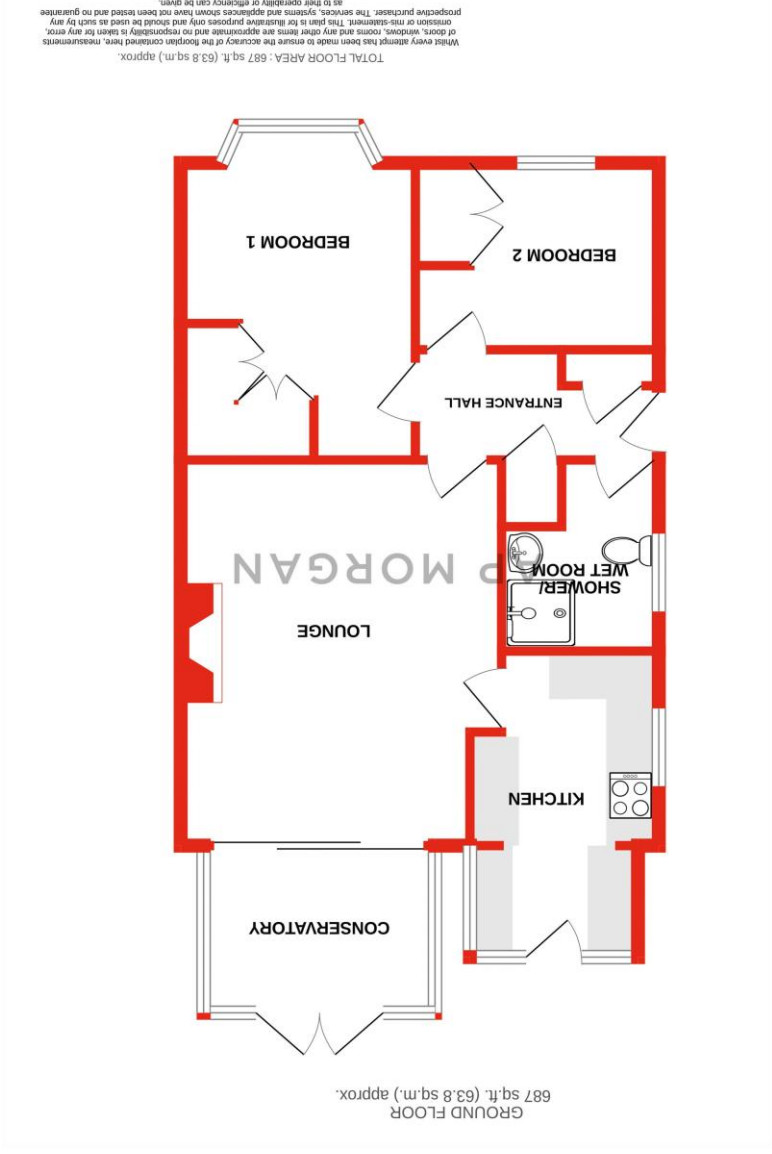 GROUND FLOOR
687 sq.ft. (63.8 sq.m.) approx.
CONSERVATORY
KITCHEN
LOUNGE
SHOWER/
WET ROOM
AP MORGAN
ENTRANCE HALL
BEDROOM 2
BEDROOM 1
TOTAL FLOOR AREA : 687 sq.ft. (63.8 sq.m.) approx.
Whilst every attempt has been made to ensure the accuracy of the floorplan contained here, measurements
of doors, windows, rooms and any other items are approximate and no responsibility is taken for any error,
omission or mis-statement. This plan is for illustrative purposes only and should be used as such by any
prospective purchaser. The services, systems and appliances shown have not been tested and no guarantee
as to their operability or efficiency can be given.